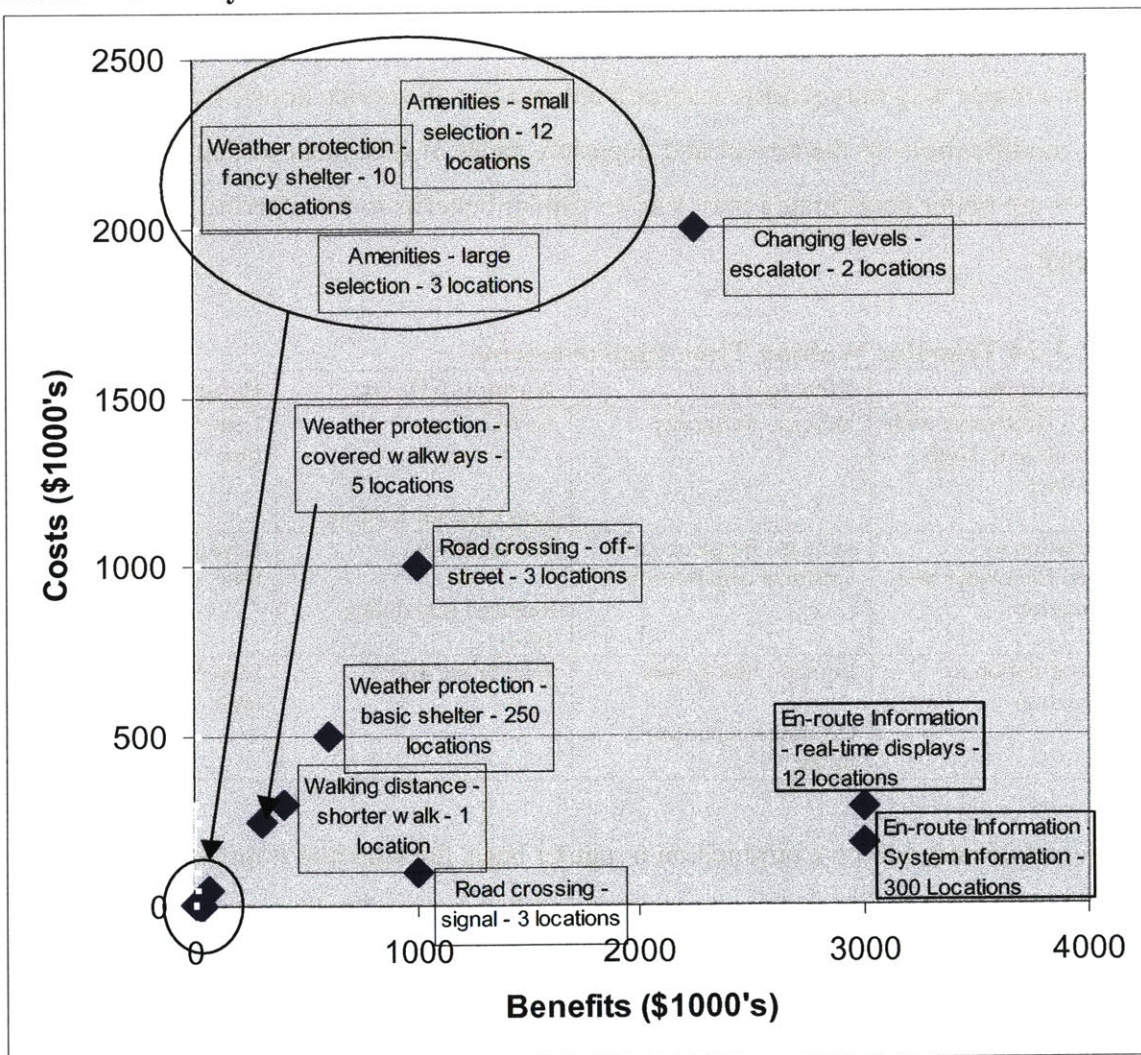 2500
2000
1500
1000
500
0
Costs ($1000's)
Amenities - small
selection - 12
locations
Weather protection -
fancy shelter - 10
locations
Amenities - large
selection - 3 locations
Changing levels -
escalator - 2 locations
Weather protection -
covered walkways -
5 locations
Road crossing - off-
street - 3 locations
Weather protection -
basic shelter - 250
locations
En-route Information
- real-time displays -
12 locations
Walking distance -
shorter walk - 1
location
En-route Information -
System Information -
300 Locations
Road crossing -
signal - 3 locations
0
1000
2000
3000
4000
Benefits ($1000's)